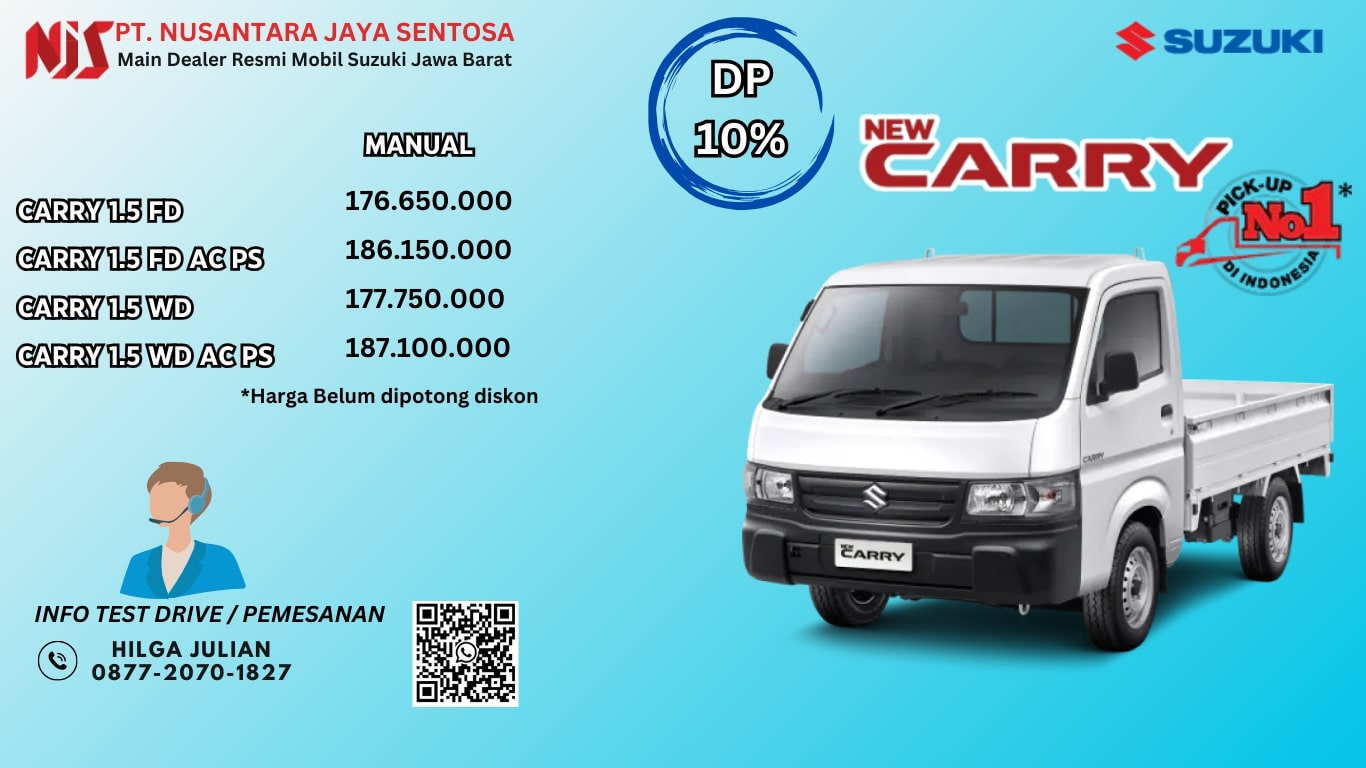 NJS PT. NUSANTARA JAYA SENTOSA
Main Dealer Resmi Mobil Suzuki Jawa Barat
DP
10%
SUZUKI
NEW
CARRY
PICK-UP
No.1*
DI INDONESIA
MANUAL
CARRY 1.5 FD 176.650.000
CARRY 1.5 FD AC PS 186.150.000
CARRY 1.5 WD 177.750.000
CARRY 1.5 WD AC PS 187.100.000
*Harga Belum dipotong diskon
CARRY
NEW
CARRY
INFO TEST DRIVE / PEMESANAN
HILGA JULIAN
0877-2070-1827